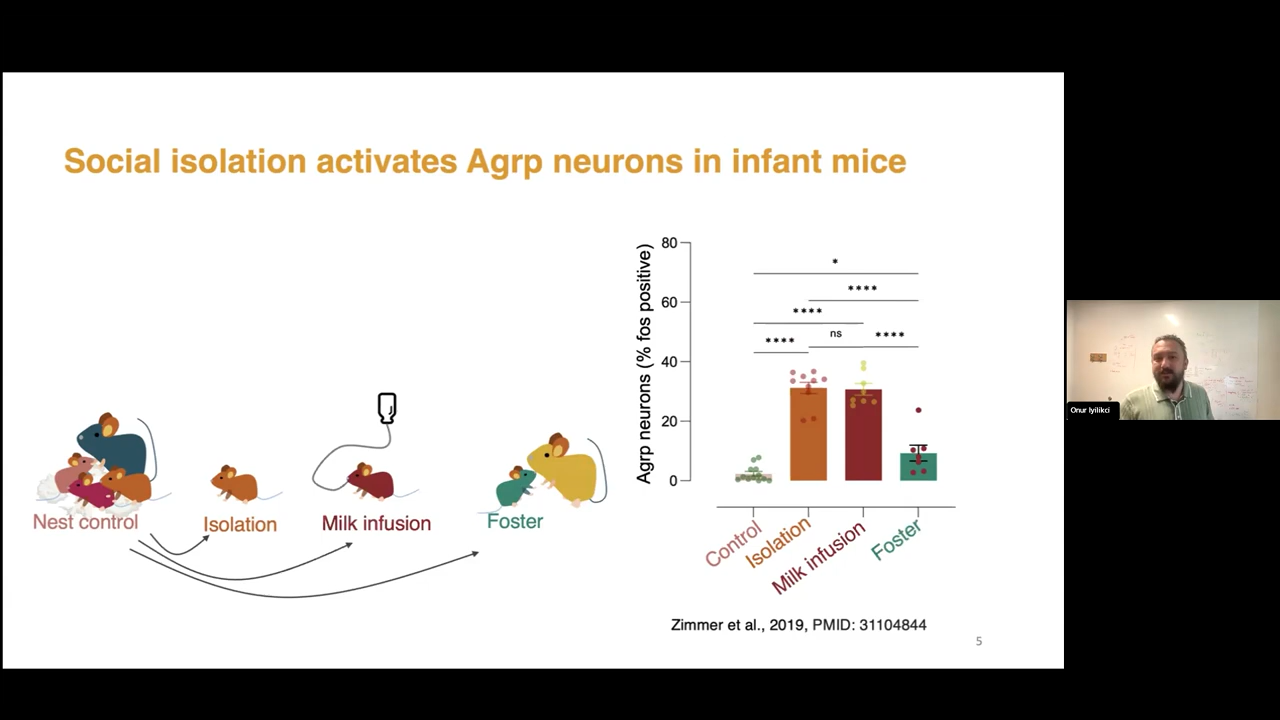 Social isolation activates Agrp neurons in infant mice
Nest control
Isolation
Milk infusion
Foster
Agrp neurons (% fos positive)
80
60
40
20
0
*
****
****
ns
****
****
Control
Isolation
Milk infusion
Foster
Zimmer et al., 2019, PMID: 31104844
5
Onur Iyilikci